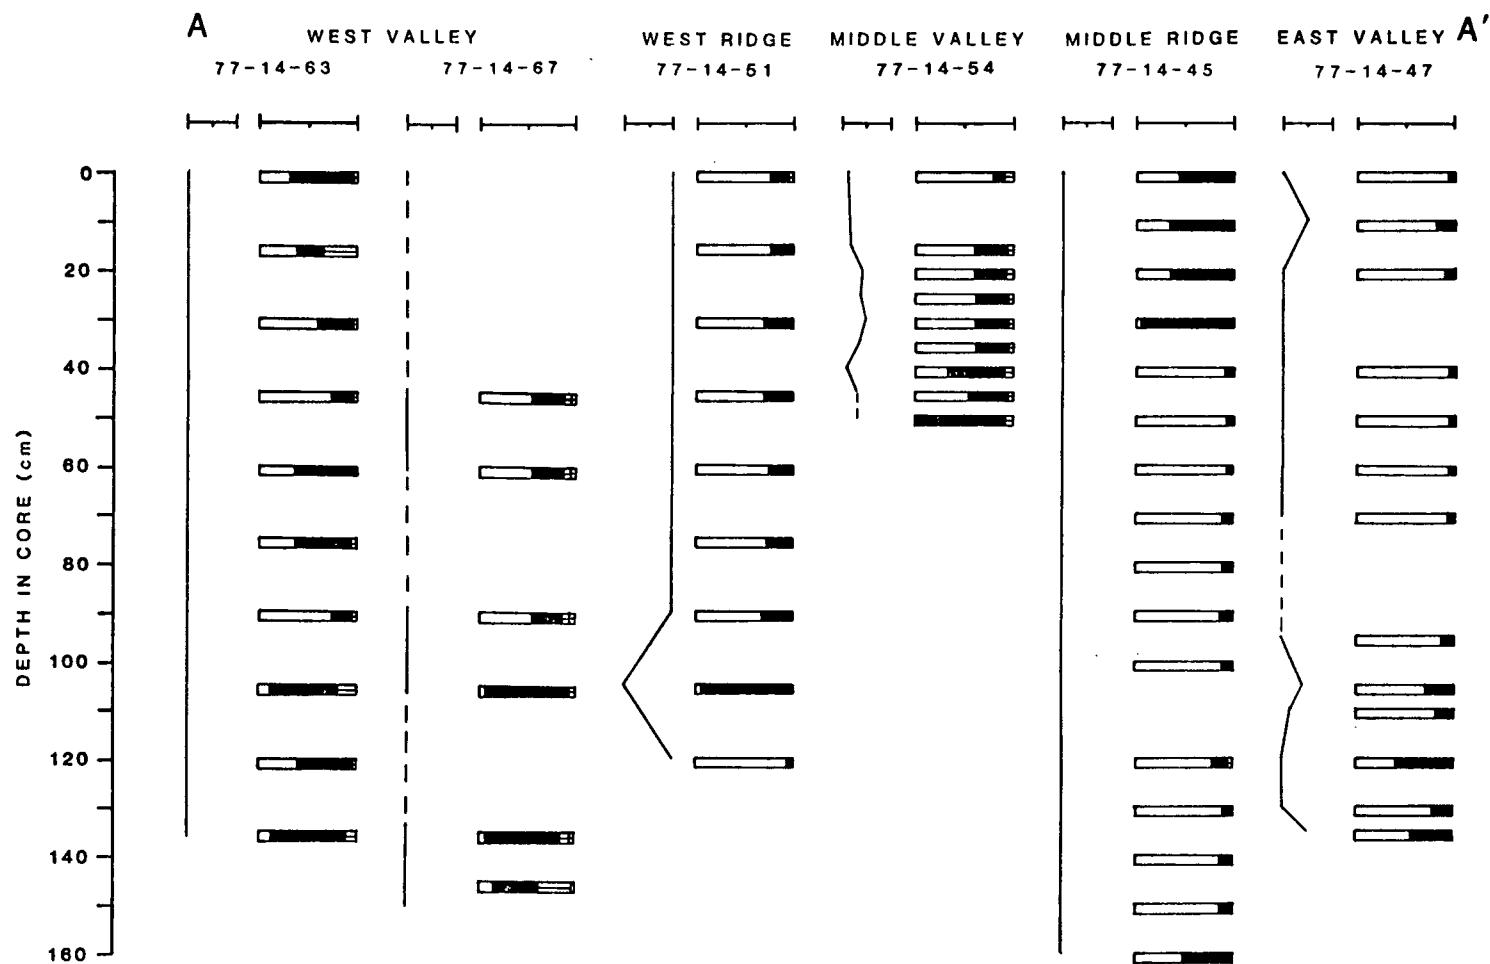 A A'
WEST VALLEY WEST RIDGE MIDDLE VALLEY MIDDLE RIDGE EAST VALLEY
77-14-63 77-14-67 77-14-51 77-14-54 77-14-45 77-14-47
0
20
40
60
80
100
120
140
160
DEPTH IN CORE (cm)